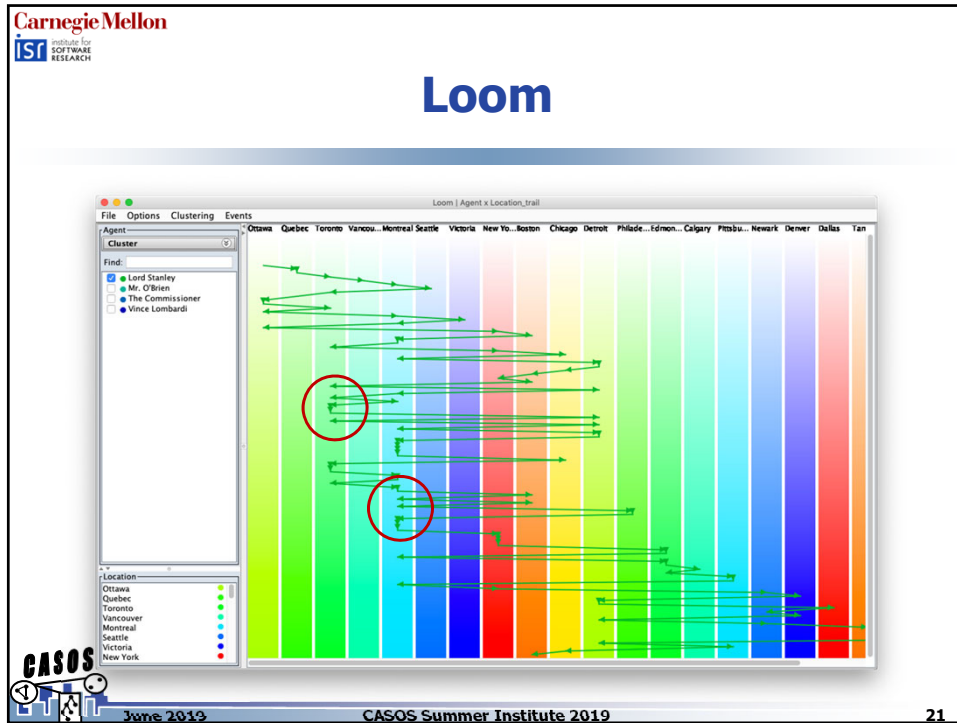 Carnegie Mellon
isr institute for SOFTWARE RESEARCH
Loom
Loom | Agent x Location_trail
File Options Clustering Events
Agent
Cluster
Find:
Lord Stanley
Mr. O'Brien
The Commissioner
Vince Lombardi
Ottawa Quebec Toronto Vancou... Montreal Seattle Victoria New Yo... Boston Chicago Detroit Philade... Edmon... Calgary Pittsbu... Newark Denver Dallas Tan
Location
Ottawa
Quebec
Toronto
Vancouver
Montreal
Seattle
Victoria
New York
CASOS
June 2019 CASOS Summer Institute 2019 21